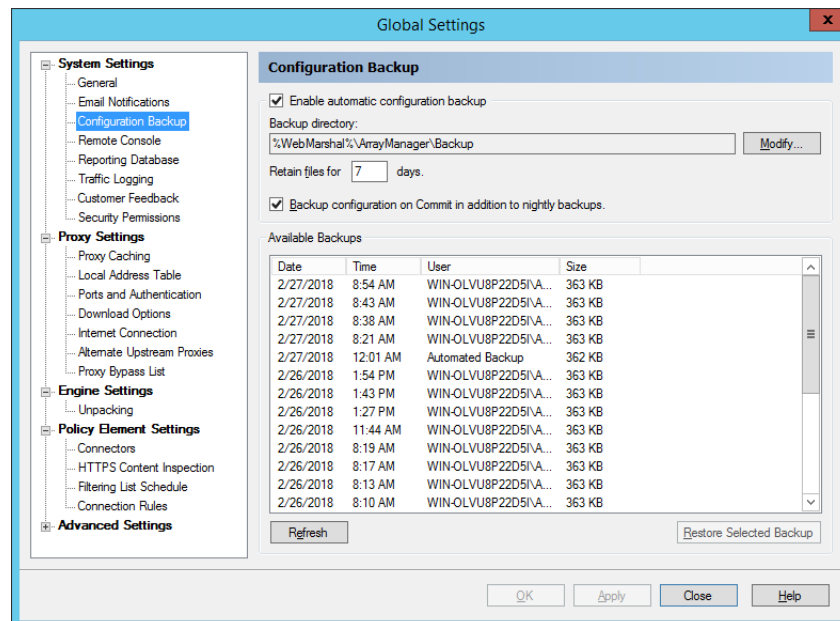 Global Settings
x
System Settings
General
Email Notifications
Configuration Backup
Remote Console
Reporting Database
Traffic Logging
Customer Feedback
Security Permissions
Proxy Settings
Proxy Caching
Local Address Table
Ports and Authentication
Download Options
Internet Connection
Alternate Upstream Proxies
Proxy Bypass List
Engine Settings
Unpacking
Policy Element Settings
Connectors
HTTPS Content Inspection
Filtering List Schedule
Connection Rules
Advanced Settings
Configuration Backup
Enable automatic configuration backup
Backup directory:
%WebMarshal%\ArrayManager\Backup Modify...
Retain files for 7 days.
Backup configuration on Commit in addition to nightly backups.
Available Backups
Date Time User Size
2/27/2018 8:54 AM WIN-OLVU8P22D5I\A... 363 KB
2/27/2018 8:43 AM WIN-OLVU8P22D5I\A... 363 KB
2/27/2018 8:38 AM WIN-OLVU8P22D5I\A... 363 KB
2/27/2018 8:21 AM WIN-OLVU8P22D5I\A... 363 KB
2/27/2018 12:01 AM Automated Backup 362 KB
2/26/2018 1:54 PM WIN-OLVU8P22D5I\A... 363 KB
2/26/2018 1:43 PM WIN-OLVU8P22D5I\A... 363 KB
2/26/2018 1:27 PM WIN-OLVU8P22D5I\A... 363 KB
2/26/2018 11:44 AM WIN-OLVU8P22D5I\A... 363 KB
2/26/2018 8:19 AM WIN-OLVU8P22D5I\A... 363 KB
2/26/2018 8:17 AM WIN-OLVU8P22D5I\A... 363 KB
2/26/2018 8:13 AM WIN-OLVU8P22D5I\A... 363 KB
2/26/2018 8:10 AM WIN-OLVU8P22D5I\A... 363 KB
Refresh Restore Selected Backup
OK Apply Close Help